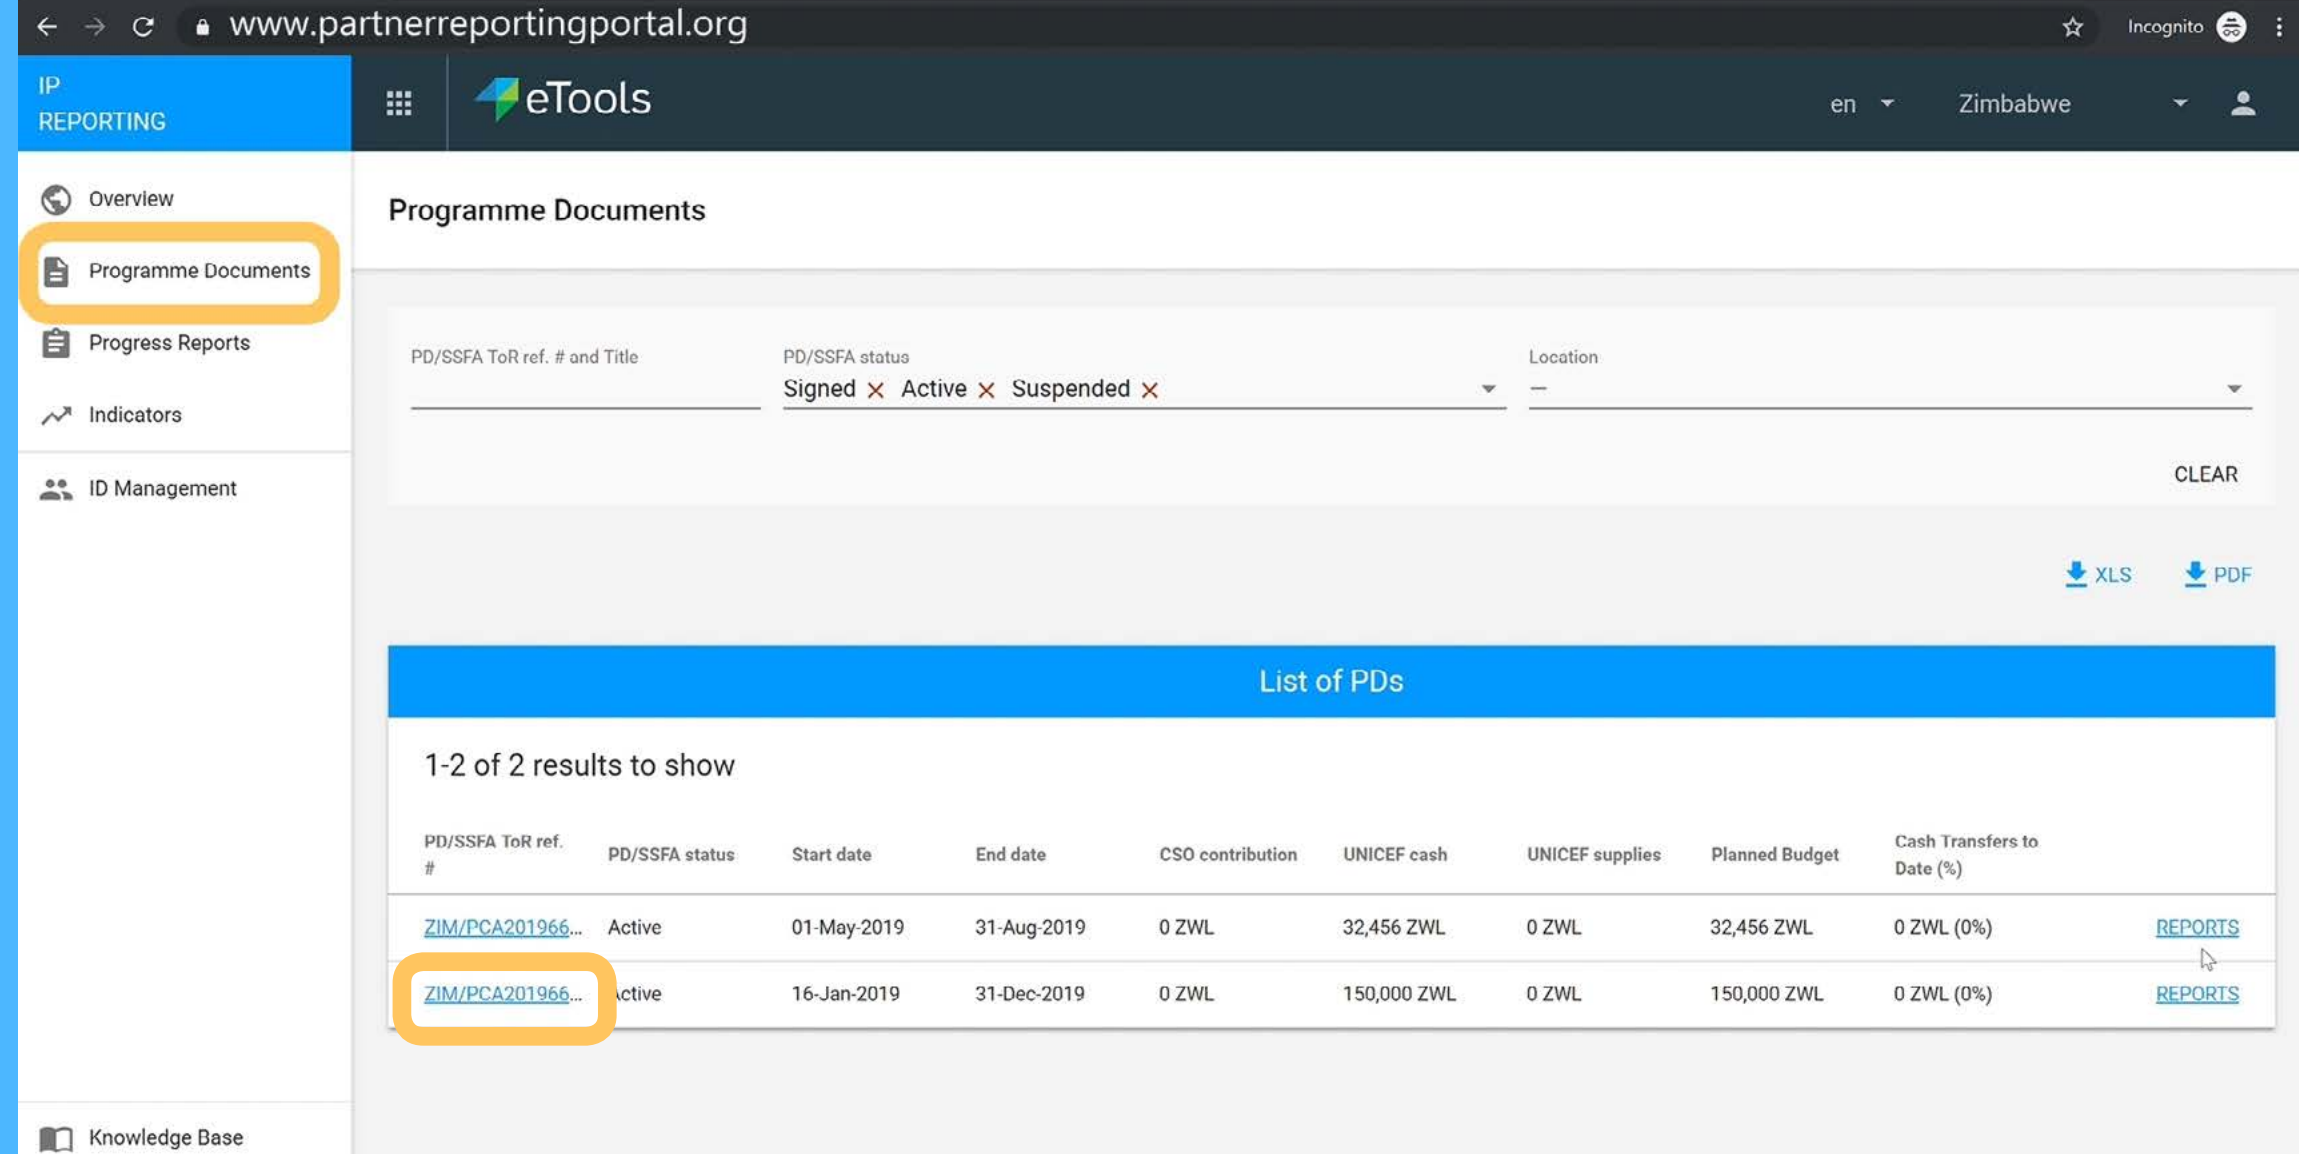 www.partnerreportingportal.org
Incognito
IP
REPORTING
eTools
en
Zimbabwe
Overview
Programme Documents
Progress Reports
Indicators
ID Management
Knowledge Base
Programme Documents
PD/SSFA ToR ref. # and Title
PD/SSFA status
Location
Signed × Active × Suspended ×
—
CLEAR
XLS
PDF
List of PDs
1-2 of 2 results to show
PD/SSFA ToR ref. # PD/SSFA status Start date End date CSO contribution UNICEF cash UNICEF supplies Planned Budget Cash Transfers to Date (%)
ZIM/PCA201966... Active 01-May-2019 31-Aug-2019 0 ZWL 32,456 ZWL 0 ZWL 32,456 ZWL 0 ZWL (0%) REPORTS
ZIM/PCA201966... Active 16-Jan-2019 31-Dec-2019 0 ZWL 150,000 ZWL 0 ZWL 150,000 ZWL 0 ZWL (0%) REPORTS